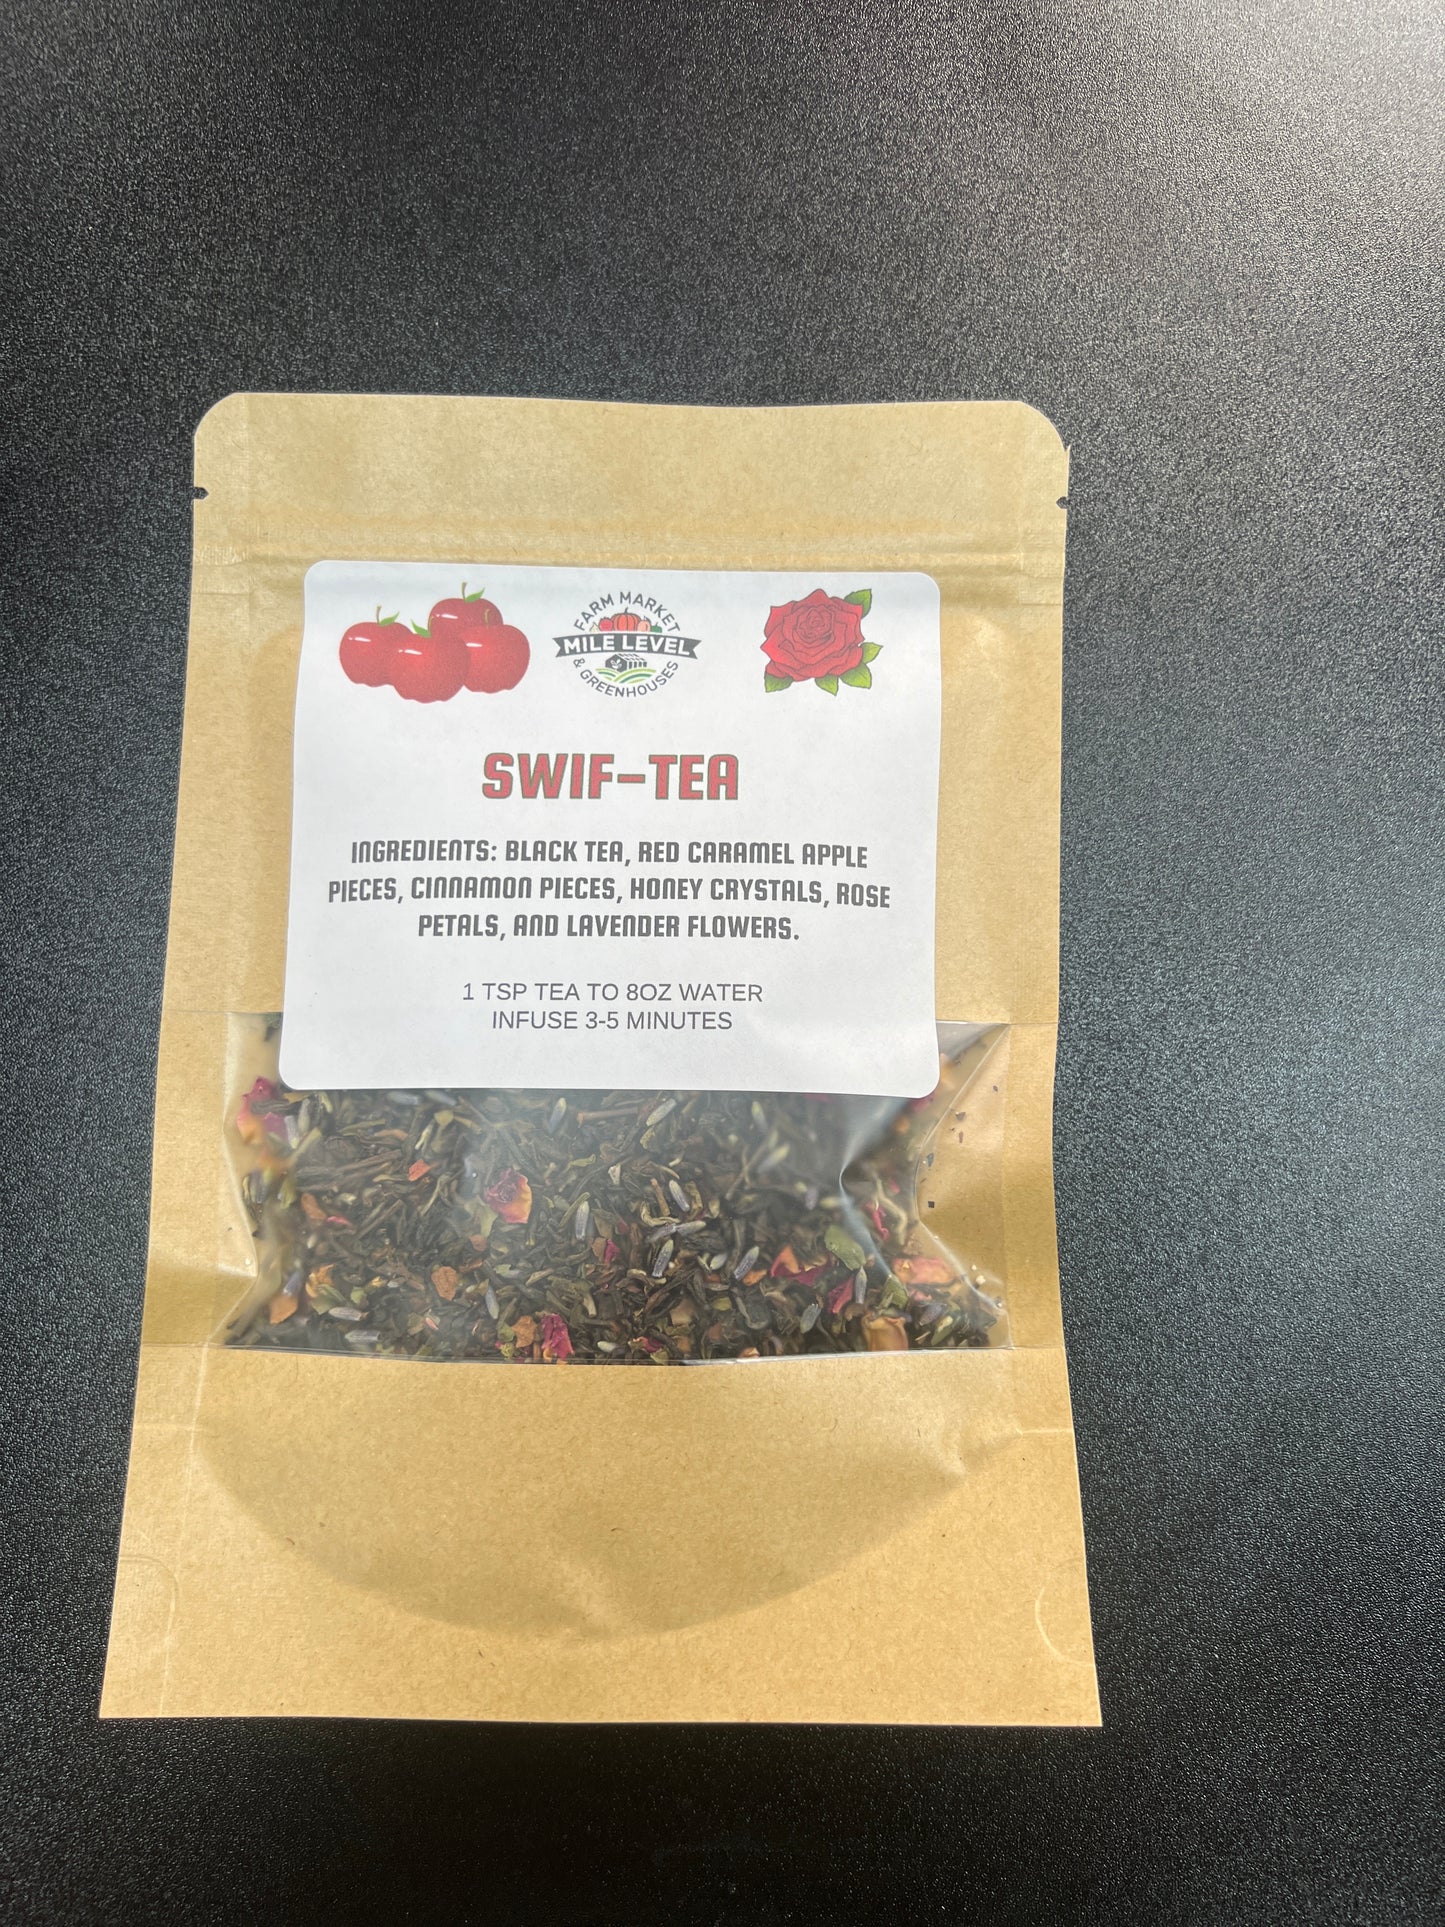 FARM MARKET
MILE LEVEL
& GREENHOUSES
SWIF-TEA
INGREDIENTS: BLACK TEA, RED CARAMEL APPLE
PIECES, CINNAMON PIECES, HONEY CRYSTALS, ROSE
PETALS, AND LAVENDER FLOWERS.
1 TSP TEA TO 8OZ WATER
INFUSE 3-5 MINUTES